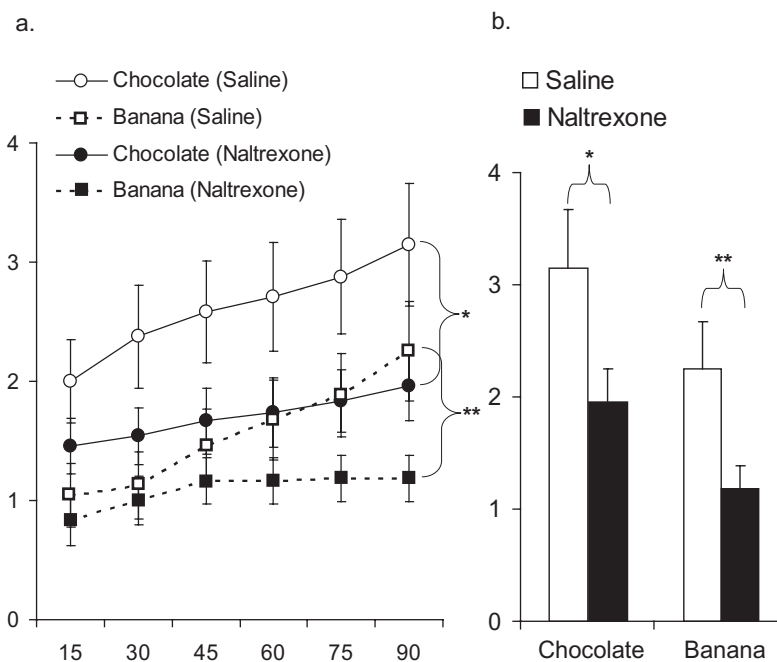 a.
Chocolate (Saline)
Banana (Saline)
Chocolate (Naltrexone)
Banana (Naltrexone)
4
3
2
1
0
15 30 45 60 75 90
*
**
b.
Saline
Naltrexone
4
3
2
1
0
*
**
Chocolate Banana